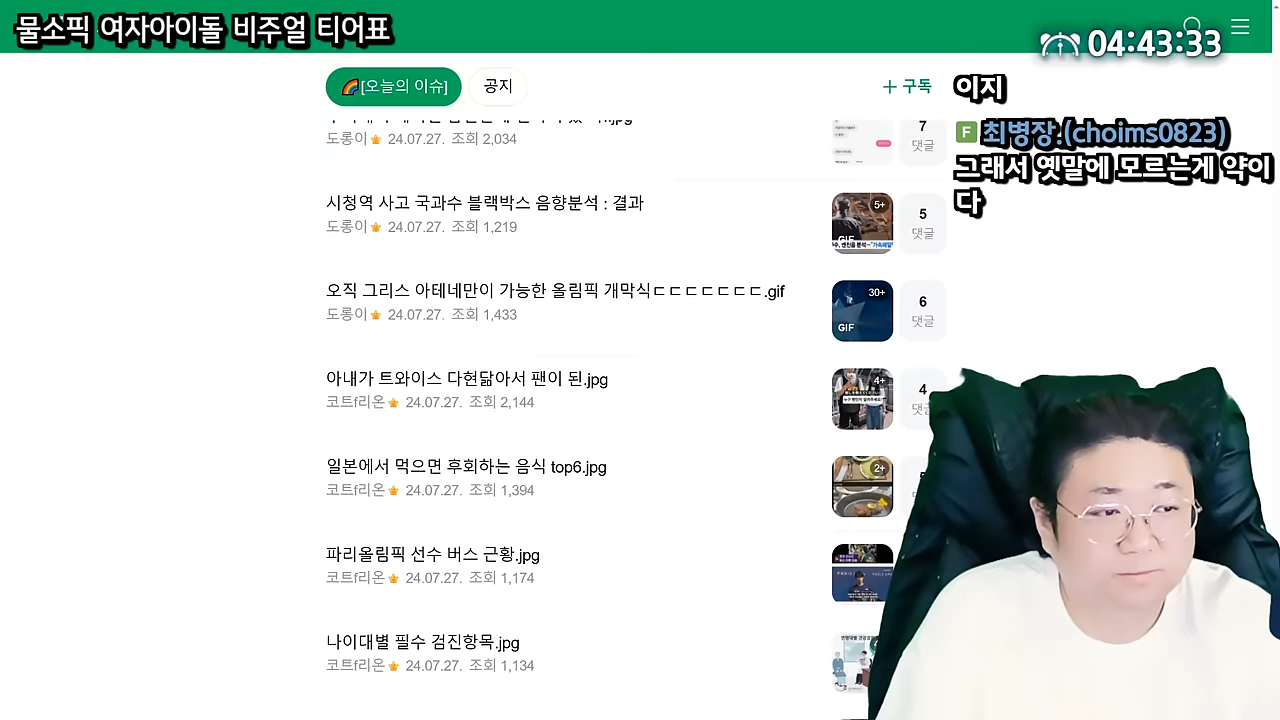 물소픽 여자아이돌 비주얼 티어표
04:43:33
🌈[오늘의 이슈]
공지
+ 구독
이지
F 최병장.(choims0823)
그래서 옛말에 모르는게 약이
다
도롱이 24.07.27. 조회 2,034
7
댓글
시청역 사고 국과수 블랙박스 음향분석 : 결과
도롱이 24.07.27. 조회 1,219
5+
GIF
5
댓글
오직 그리스 아테네만이 가능한 올림픽 개막식ㄷㄷㄷㄷㄷㄷㄷ.gif
도롱이 24.07.27. 조회 1,433
30+
GIF
6
댓글
아내가 트와이스 다현닮아서 팬이 된.jpg
코트f리온 24.07.27. 조회 2,144
4+
4
일본에서 먹으면 후회하는 음식 top6.jpg
코트f리온 24.07.27. 조회 1,394
2+
파리올림픽 선수 버스 근황.jpg
코트f리온 24.07.27. 조회 1,174
나이대별 필수 검진항목.jpg
코트f리온 24.07.27. 조회 1,134